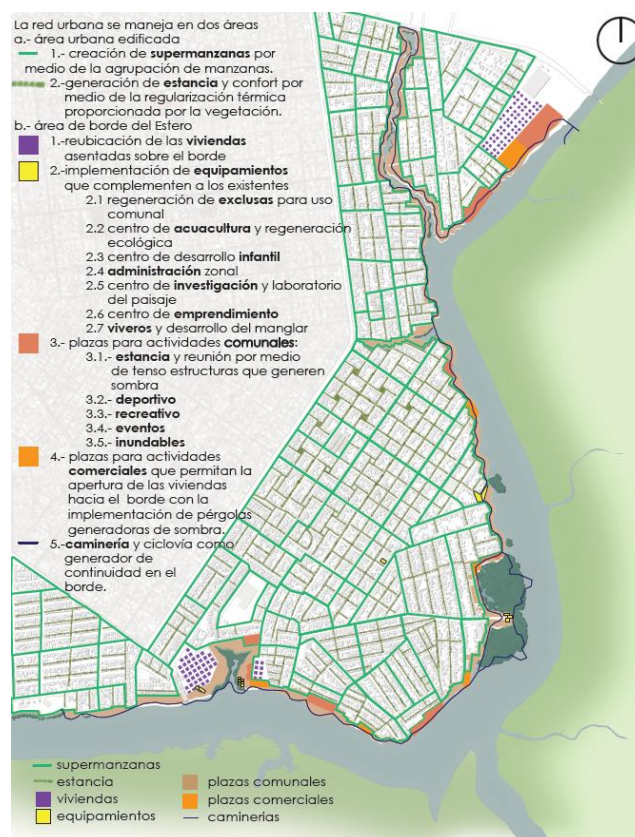 La red urbana se maneja en dos áreas
a.- área urbana edificada
1.- creación de supermanzanas por
medio de la agrupación de manzanas.
2.-generación de estancia y confort por
medio de la regularización térmica
proporcionada por la vegetación.
b.- área de borde del Estero
1.-reubicación de las viviendas
asentadas sobre el borde
2.-implementación de equipamientos
que complementen a los existentes
2.1 regeneración de exclusas para uso
comunal
2.2 centro de acuacultura y regeneración
ecológica
2.3 centro de desarrollo infantil
2.4 administración zonal
2.5 centro de investigación y laboratorio
del paisaje
2.6 centro de emprendimiento
2.7 viveros y desarrollo del manglar
3.- plazas para actividades comunales:
3.1.- estancia y reunión por medio
de tenso estructuras que generen
sombra
3.2.- deportivo
3.3.- recreativo
3.4.- eventos
3.5.- inundables
4.- plazas para actividades
comerciales que permitan la
apertura de las viviendas
hacia el borde con la
implementación de pérgolas
generadoras de sombra.
5.-caminería y ciclovía como
generador de
continuidad en el
borde.
supermanzanas
estancia
viviendas
equipamientos
plazas comunales
plazas comerciales
caminerias